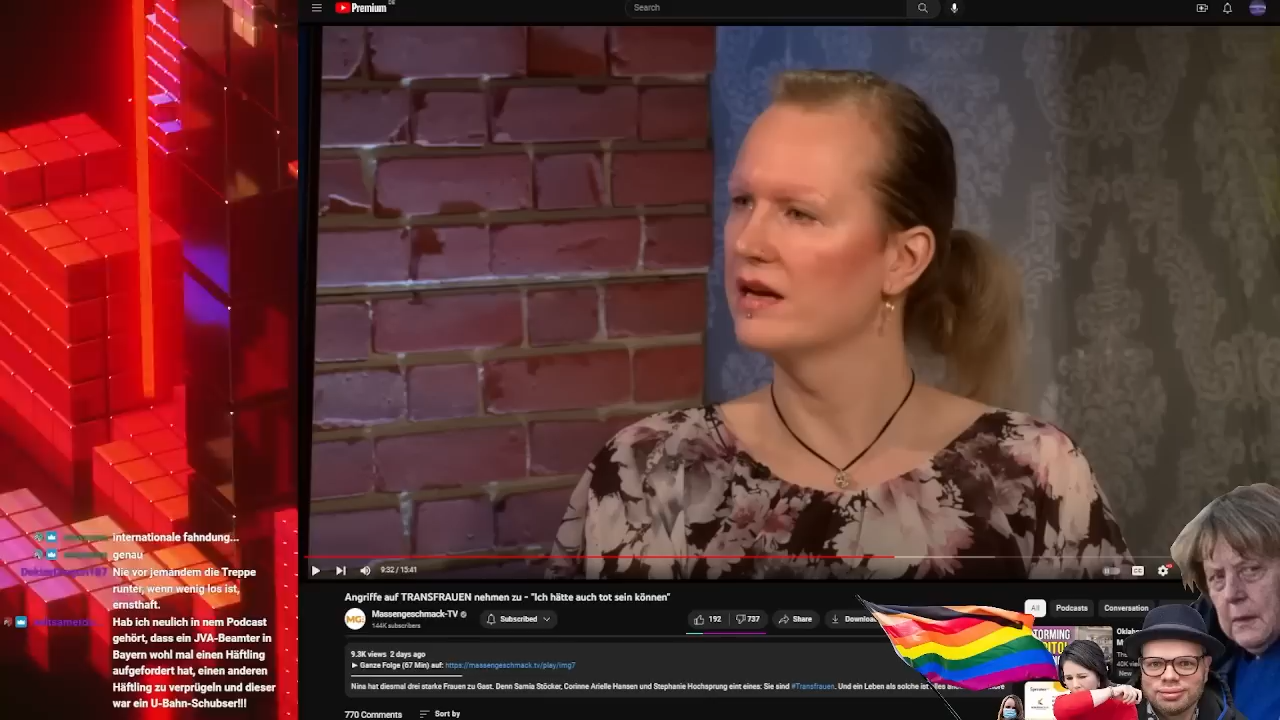 Premium
DE
Search
internationale fahndung...
genau
Nie vor jemandem die Treppe
runter, wenn wenig los ist,
ernsthaft.
Hab ich neulich in nem Podcast
gehört, dass ein JVA-Beamter in
Bayern wohl mal einen Häftling
aufgefordert hat, einen anderen
Häftling zu verprügeln und dieser
war ein U-Bahn-Schubser!!!
9:32 / 15:41
CC
Angriffe auf TRANSFRAUEN nehmen zu - "Ich hätte auch tot sein können"
MG
Massengeschmack-TV
144K subscribers
Subscribed
192
737
Share
All
Podcasts
Conversation
9.3K views 2 days ago
► Ganze Folge (67 Min) auf: https://massengeschmack.tv/play/img7
Nina hat diesmal drei starke Frauen zu Gast. Denn Samia Stöcker, Corinne Arielle Hansen und Stephanie Hochsprung eint eines: Sie sind #Transfrauen. Und ein Leben als solche ist
770 Comments
Sort by